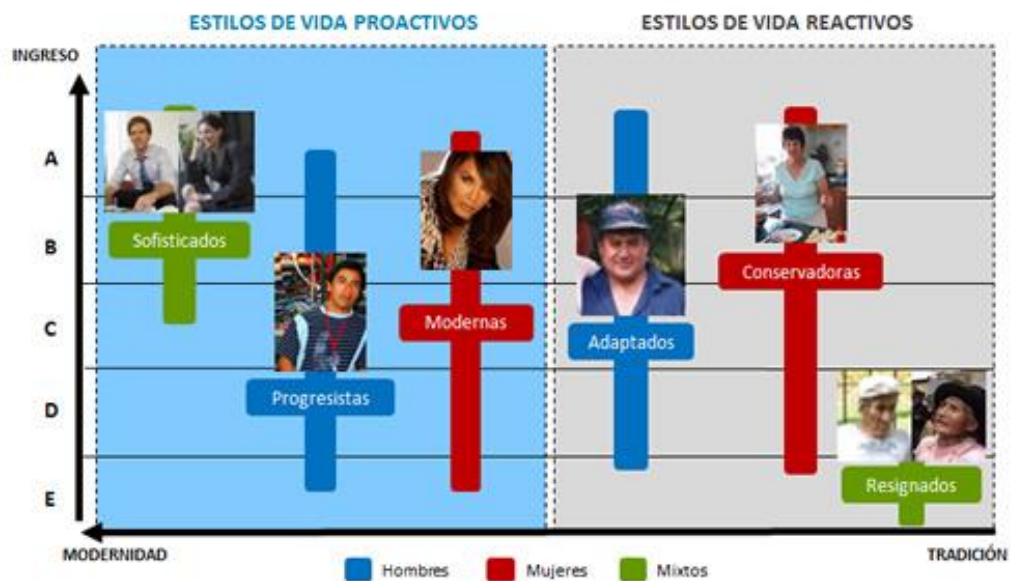 ESTILOS DE VIDA PROACTIVOS
ESTILOS DE VIDA REACTIVOS
INGRESO
A
B
C
D
E
Sofisticados
Progresistas
Modernas
Adaptados
Conservadoras
Resignados
MODERNIDAD
TRADICIÓN
Hombres
Mujeres
Mixtos